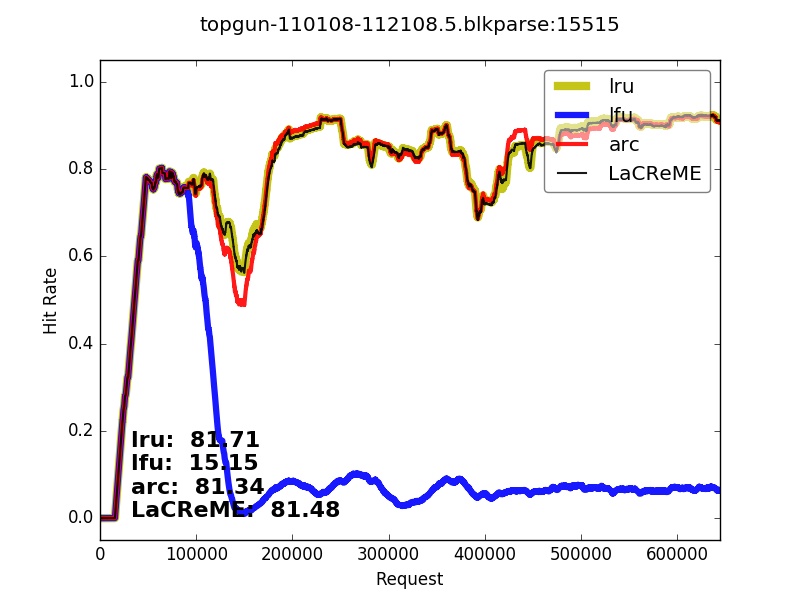 topgun-110108-112108.5.blkparse:15515
1.0
0.8
0.6
0.4
0.2
0.0
Hit Rate
lru
lfu
arc
LaCReME
lru: 81.71
lfu: 15.15
arc: 81.34
LaCReME: 81.48
0 100000 200000 300000 400000 500000 600000
Request